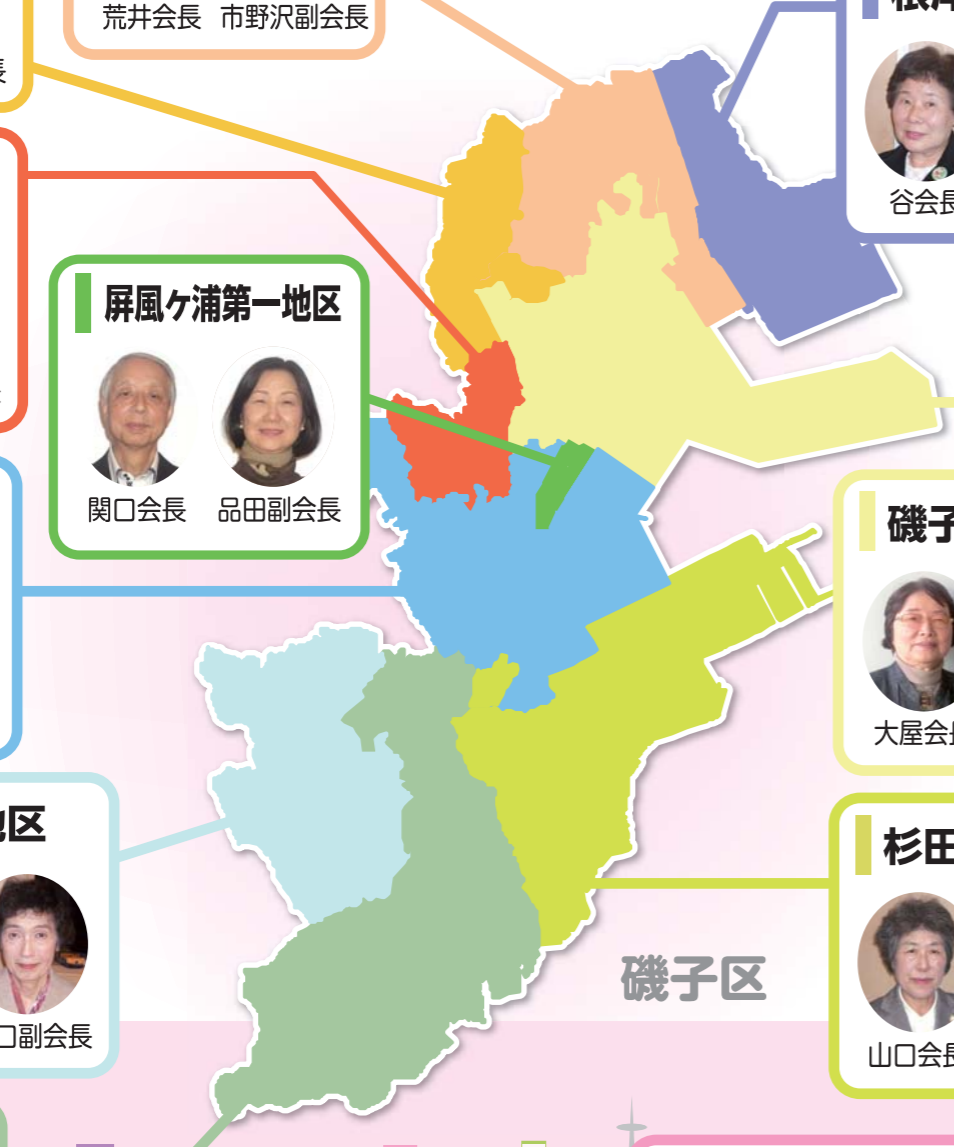 荒井会長 市野沢副会長
長
谷会長
屏風ヶ浦第一地区
関口会長 品田副会長
磯子
大屋会長
地区
口副会長
杉田
山口会長
磯子区